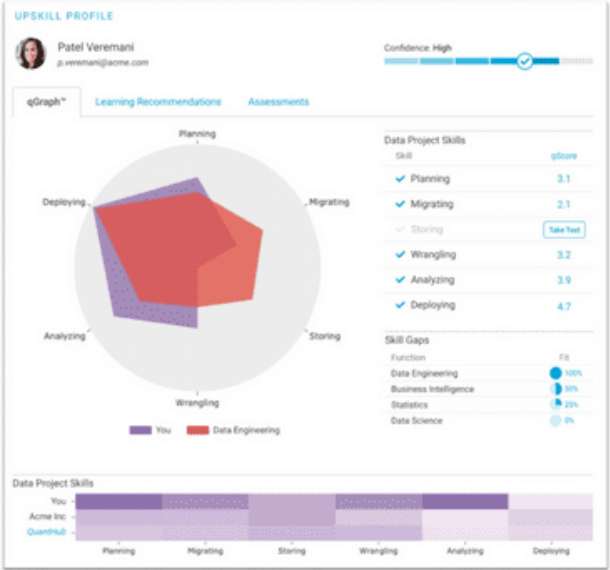 UPSKILL PROFILE
Patel Veremani
p.veremani@acme.com
Confidence: High
qGraph™
Learning Recommendations
Assessments
Planning
Migrating
Storing
Wrangling
Analyzing
Deploying
You
Data Engineering
Data Project Skills
Skill qScore
Planning 3.1
Migrating 2.1
Storing Take Test
Wrangling 3.2
Analyzing 3.9
Deploying 4.7
Skill Gaps
Function Fit
Data Engineering 100%
Business Intelligence 50%
Statistics 25%
Data Science 0%
Data Project Skills
You
Acme Inc
QuantHub
Planning Migrating Storing Wrangling Analyzing Deploying